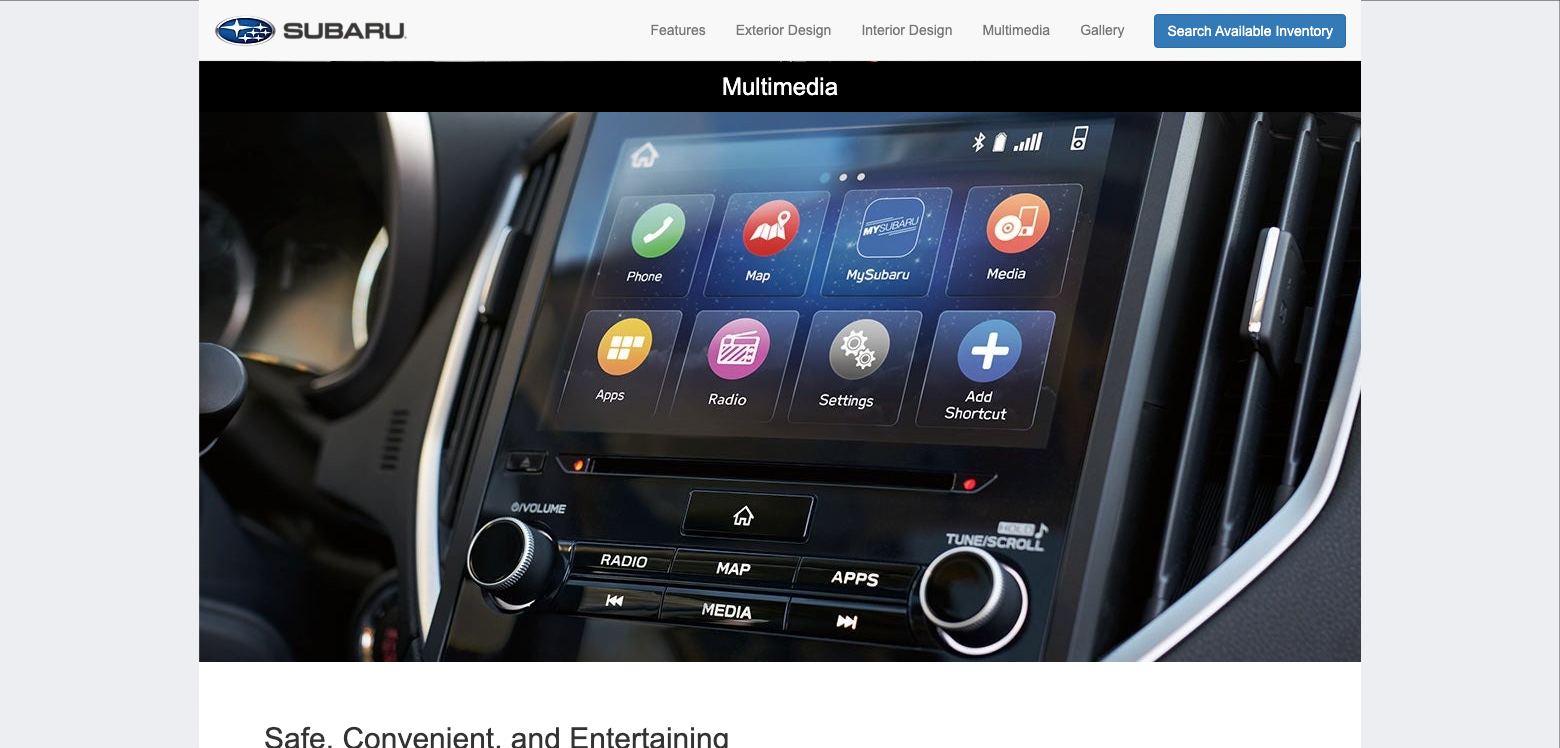 SUBARU
Features Exterior Design Interior Design Multimedia Gallery Search Available Inventory
Multimedia
MYSUBARU
Phone Map MySubaru Media
Apps Radio Settings Add
Shortcut
VOLUME
HOLD
TUNE/SCROLL
RADIO MAP APPS
MEDIA
Safe, Convenient, and Entertaining